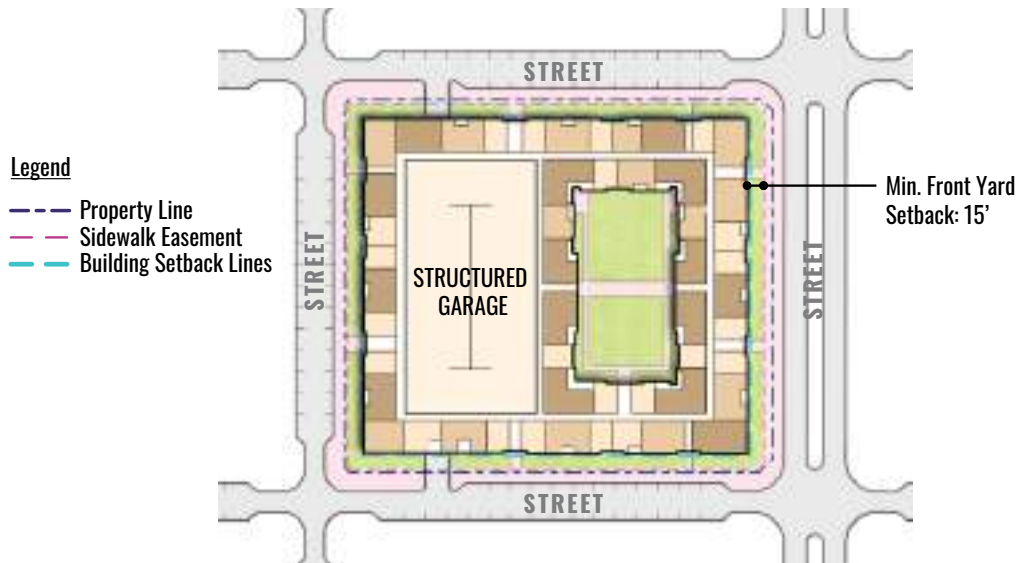 STREET
Legend
Property Line
Sidewalk Easement
Building Setback Lines
STREET
STRUCTURED
GARAGE
STREET
Min. Front Yard
Setback: 15’
STREET